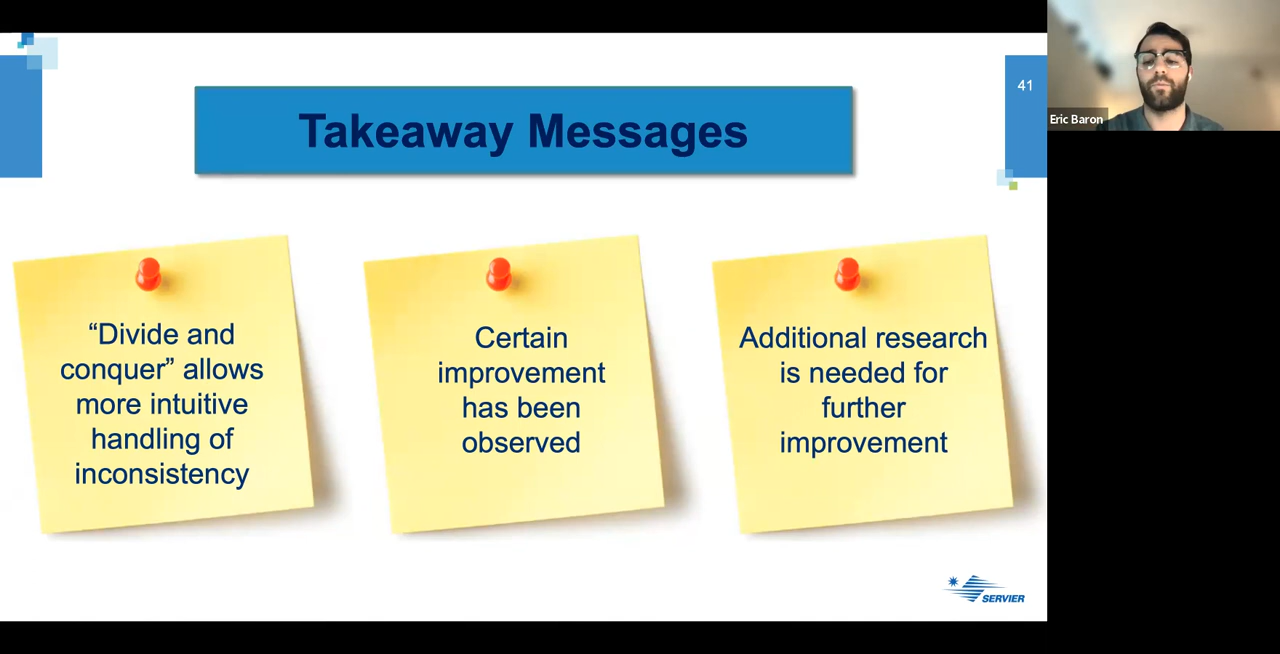 Takeaway Messages
41
Eric Baron
“Divide and
conquer” allows
more intuitive
handling of
inconsistency
Certain
improvement
has been
observed
Additional research
is needed for
further
improvement
SERVIER